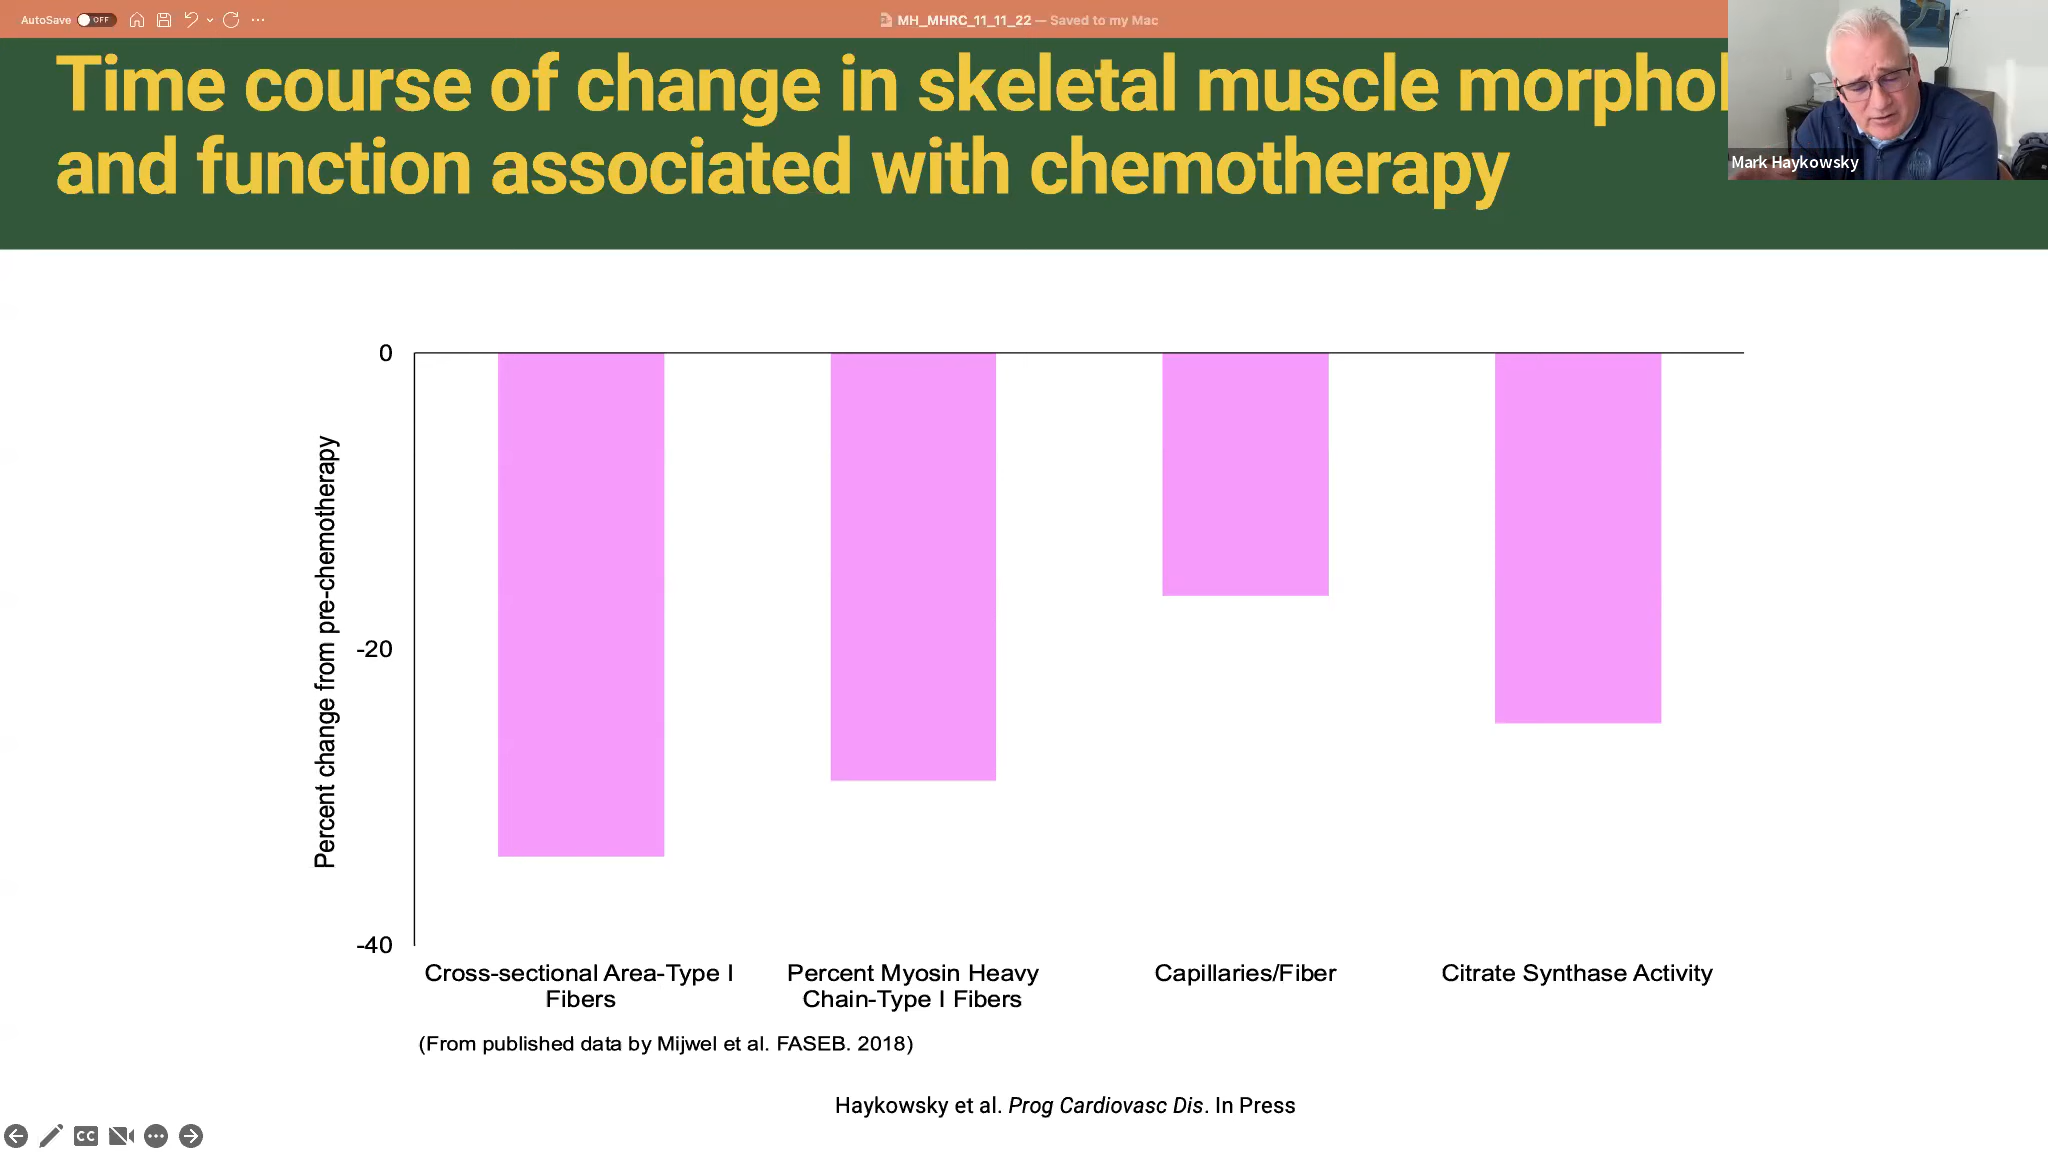 AutoSave OFF
MH_MHRC_11_11_22 — Saved to my Mac
Time course of change in skeletal muscle morphol
and function associated with chemotherapy
Mark Haykowsky
Percent change from pre-chemotherapy
0
-20
-40
Cross-sectional Area-Type I
Fibers
Percent Myosin Heavy
Chain-Type I Fibers
Capillaries/Fiber
Citrate Synthase Activity
(From published data by Mijwel et al. FASEB. 2018)
Haykowsky et al. Prog Cardiovasc Dis. In Press
CC